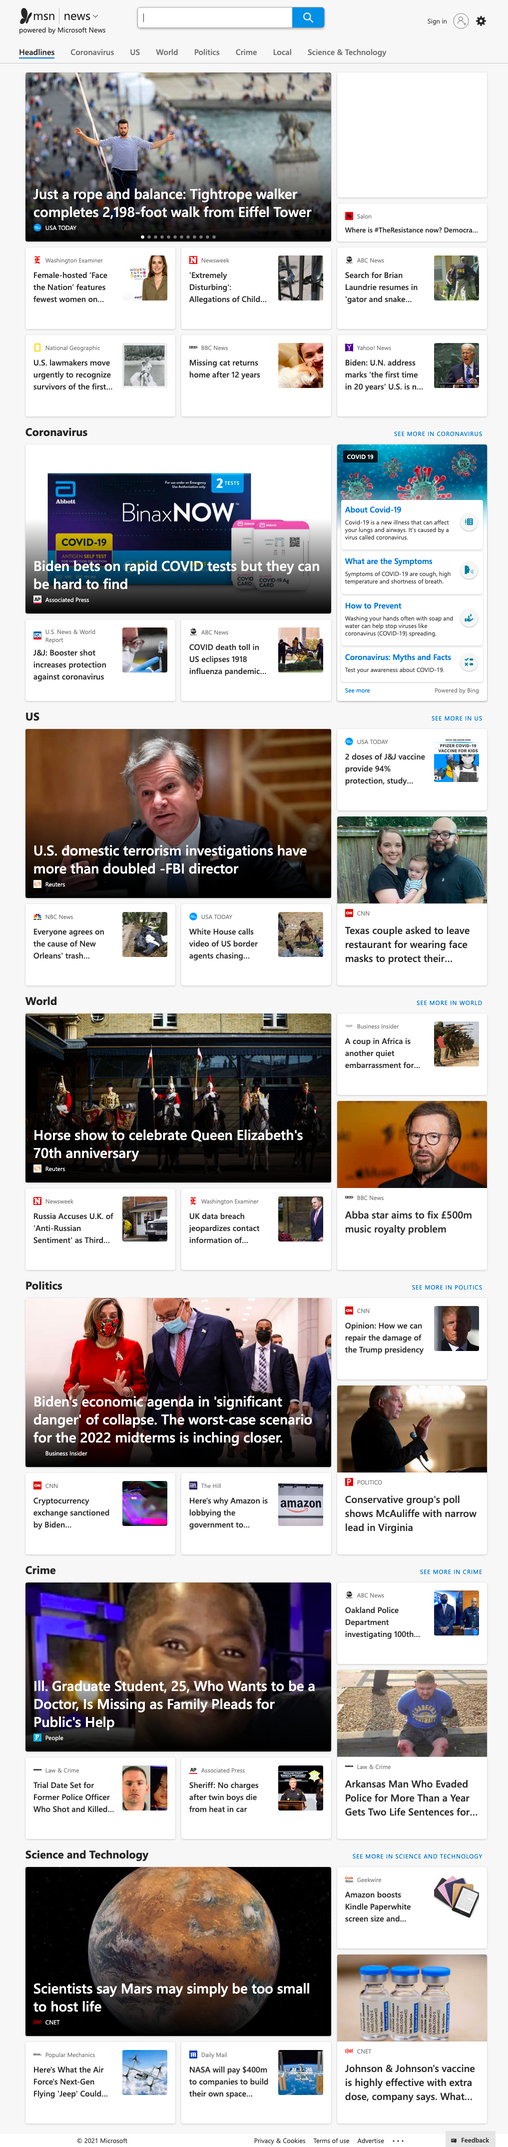 msn | news
powered by Microsoft News
Sign in
Headlines
Coronavirus
US
World
Politics
Crime
Local
Science & Technology
Just a rope and balance: Tightrope walker
completes 2,198-foot walk from Eiffel Tower
USA TODAY
Salon
Where is #TheResistance now? Democra...
Washington Examiner
Female-hosted 'Face
the Nation' features
fewest women on...
Newsweek
'Extremely
Disturbing':
Allegations of Child...
ABC News
Search for Brian
Laundrie resumes in
'gator and snake...
National Geographic
U.S. lawmakers move
urgently to recognize
survivors of the first...
BBC News
Missing cat returns
home after 12 years
Yahoo! News
Biden: U.N. address
marks 'the first time
in 20 years' U.S. is n...
Coronavirus
SEE MORE IN CORONAVIRUS
Abbott
2 TESTS
BinaxNOW
COVID-19
ANTIGEN SELF TEST
Biden bets on rapid COVID tests but they can
be hard to find
Associated Press
COVID 19
About Covid-19
Covid-19 is a new illness that can affect
your lungs and airways. It's caused by a
virus called coronavirus.
What are the Symptoms
Symptoms of COVID-19 are cough, high
temperature and shortness of breath.
How to Prevent
Washing your hands often with soap and
water can help stop viruses like
coronavirus (COVID-19) spreading.
Coronavirus: Myths and Facts
Test your awareness about COVID-19.
See more
Powered by Bing
U.S. News & World
Report
J&J: Booster shot
increases protection
against coronavirus
ABC News
COVID death toll in
US eclipses 1918
influenza pandemic...
US
SEE MORE IN US
U.S. domestic terrorism investigations have
more than doubled -FBI director
Reuters
USA TODAY
2 doses of J&J vaccine
provide 94%
protection, study...
PFIZER COVID-19
VACCINE FOR KIDS
CNN
Texas couple asked to leave
restaurant for wearing face
masks to protect their...
NBC News
Everyone agrees on
the cause of New
Orleans' trash...
USA TODAY
White House calls
video of US border
agents chasing...
World
SEE MORE IN WORLD
Horse show to celebrate Queen Elizabeth's
70th anniversary
Reuters
Business Insider
A coup in Africa is
another quiet
embarrassment for...
BBC News
Abba star aims to fix £500m
music royalty problem
Newsweek
Russia Accuses U.K. of
'Anti-Russian
Sentiment' as Third...
Washington Examiner
UK data breach
jeopardizes contact
information of...
Politics
SEE MORE IN POLITICS
Biden's economic agenda in 'significant
danger' of collapse. The worst-case scenario
for the 2022 midterms is inching closer.
Business Insider
CNN
Opinion: How we can
repair the damage of
the Trump presidency
POLITICO
Conservative group's poll
shows McAuliffe with narrow
lead in Virginia
CNN
Cryptocurrency
exchange sanctioned
by Biden...
The Hill
Here's why Amazon is
lobbying the
government to...
amazon
Crime
SEE MORE IN CRIME
Ill. Graduate Student, 25, Who Wants to be a
Doctor, Is Missing as Family Pleads for
Public's Help
People
ABC News
Oakland Police
Department
investigating 100th...
Law & Crime
Arkansas Man Who Evaded
Police for More Than a Year
Gets Two Life Sentences for...
Law & Crime
Trial Date Set for
Former Police Officer
Who Shot and Killed...
Associated Press
Sheriff: No charges
after twin boys die
from heat in car
Science and Technology
SEE MORE IN SCIENCE AND TECHNOLOGY
Scientists say Mars may simply be too small
to host life
CNET
Geekwire
Amazon boosts
Kindle Paperwhite
screen size and...
CNET
Johnson & Johnson's vaccine
is highly effective with extra
dose, company says. What...
Popular Mechanics
Here's What the Air
Force's Next-Gen
Flying 'Jeep' Could...
Daily Mail
NASA will pay $400m
to companies to build
their own space...
© 2021 Microsoft
Privacy & Cookies
Terms of use
Advertise
...
Feedback